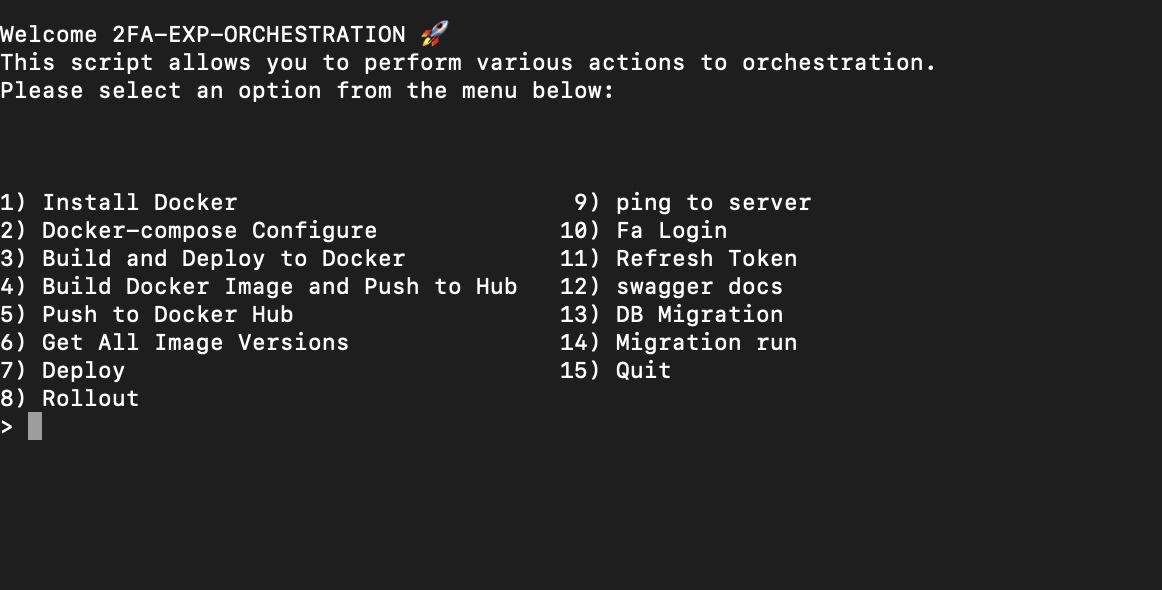 Welcome 2FA-EXP-ORCHESTRATION 🚀
This script allows you to perform various actions to orchestration.
Please select an option from the menu below:
1) Install Docker                        9) ping to server
2) Docker-compose Configure             10) Fa Login
3) Build and Deploy to Docker           11) Refresh Token
4) Build Docker Image and Push to Hub   12) swagger docs
5) Push to Docker Hub                   13) DB Migration
6) Get All Image Versions               14) Migration run
7) Deploy                               15) Quit
8) Rollout
>